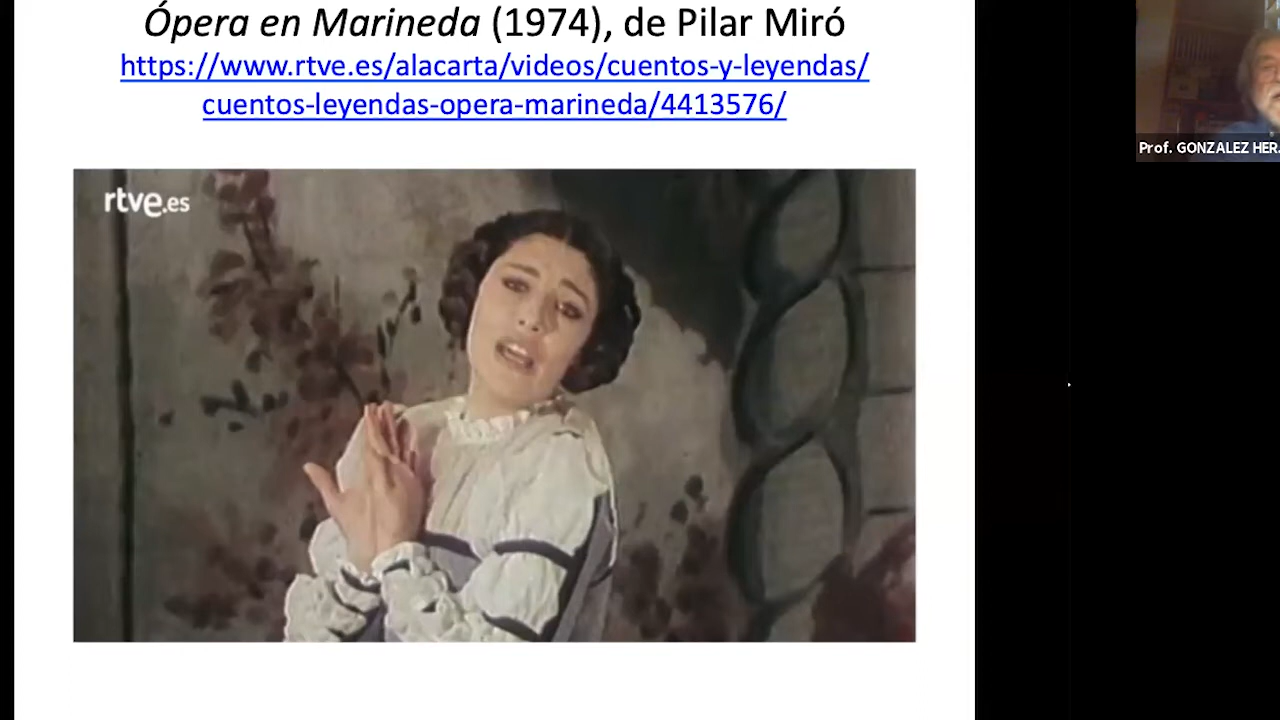 Ópera en Marineda (1974), de Pilar Miró
https://www.rtve.es/alacarta/videos/cuentos-y-leyendas/
cuentos-leyendas-opera-marineda/4413576/
rtve.es
Prof. GONZALEZ HER.